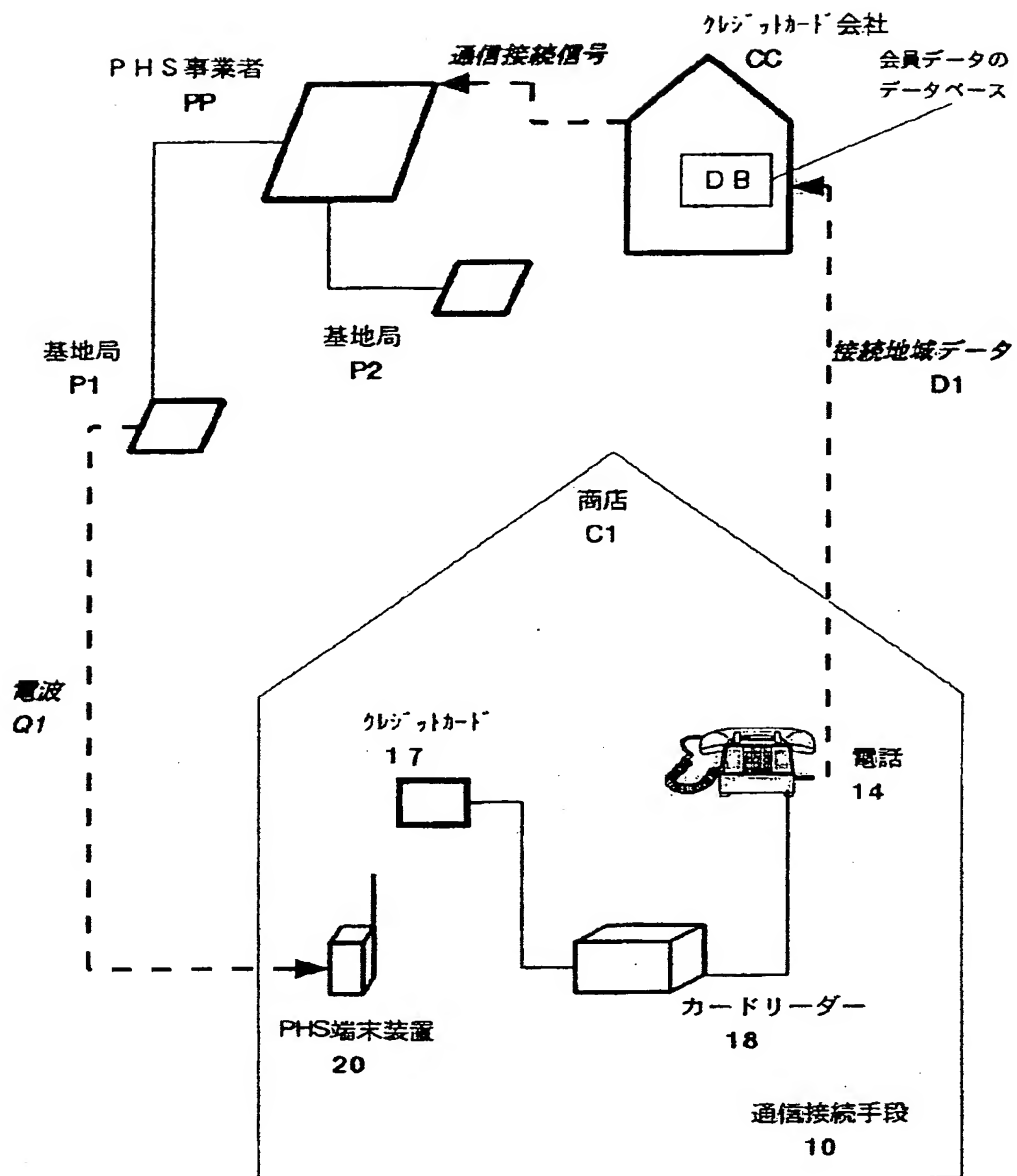 クレジットカード会社
CC
通信接続信号
会員データの
データベース
PHS事業者
PP
DB
基地局
P2
基地局
P1
接続地域データ
D1
商店
C1
電波
Q1
クレジットカード
17
電話
14
カードリーダー
18
PHS端末装置
20
通信接続手段
10